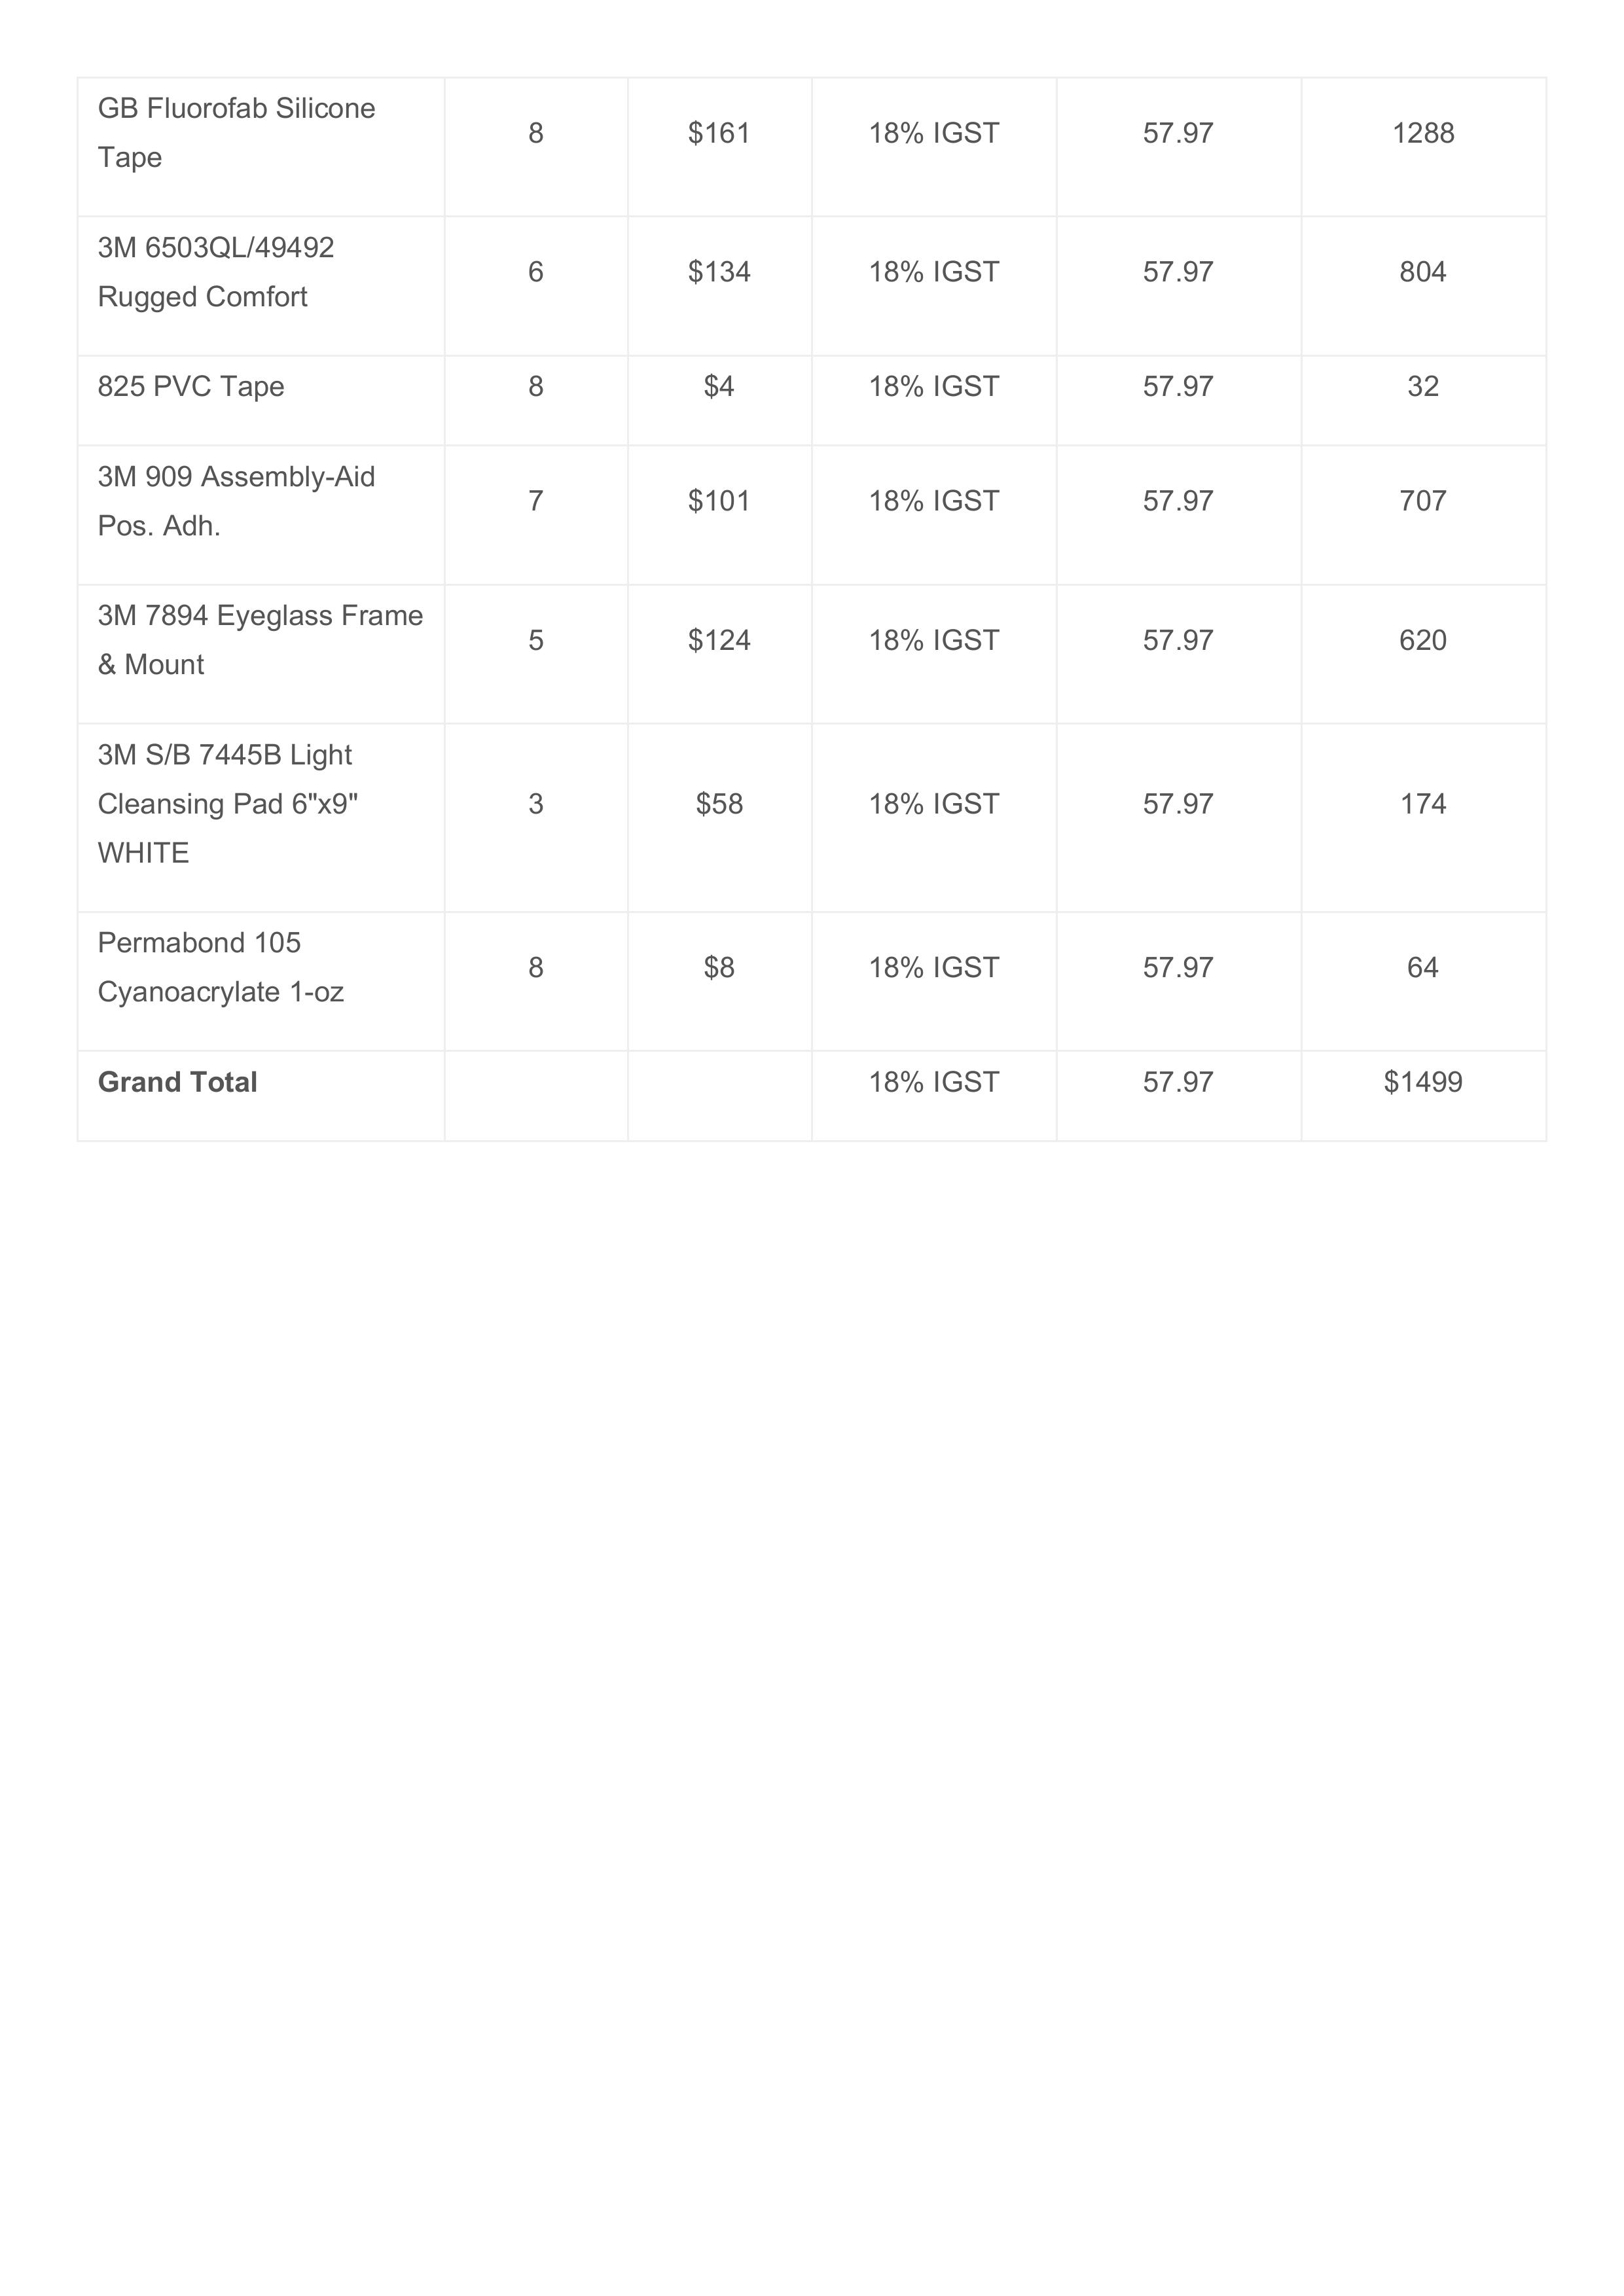 GB Fluorofab Silicone
Tape
8
$161
18% IGST
57.97
1288
3M 6503QL/49492
Rugged Comfort
6
$134
18% IGST
57.97
804
825 PVC Tape
8
$4
18% IGST
57.97
32
3M 909 Assembly-Aid
Pos. Adh.
7
$101
18% IGST
57.97
707
3M 7894 Eyeglass Frame
& Mount
5
$124
18% IGST
57.97
620
3M S/B 7445B Light
Cleansing Pad 6"x9"
WHITE
3
$58
18% IGST
57.97
174
Permabond 105
Cyanoacrylate 1-oz
8
$8
18% IGST
57.97
64
Grand Total
18% IGST
57.97
$1499